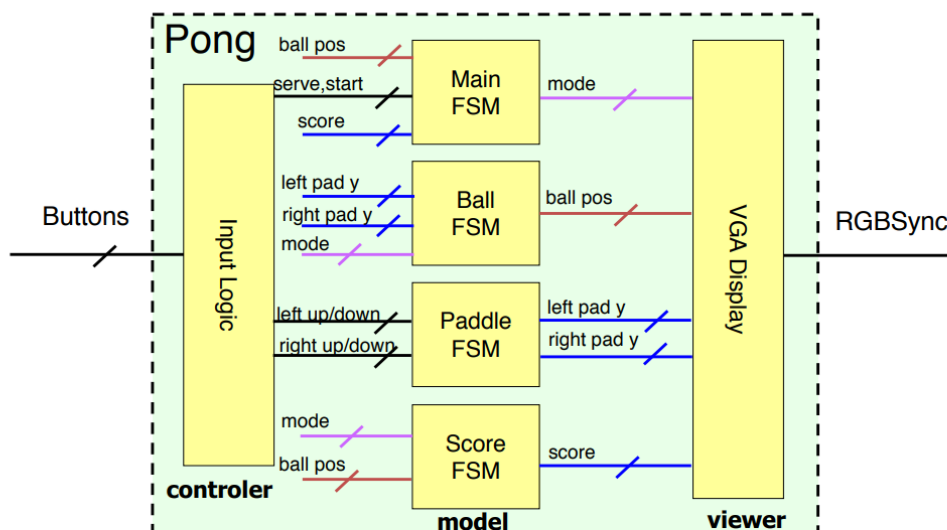 Pong
ball pos
serve,start
score
Main
FSM
mode
left pad y
right pad y
mode
Ball
FSM
ball pos
Buttons
Input Logic
VGA Display
RGBSync
left up/down
right up/down
Paddle
FSM
left pad y
right pad y
mode
ball pos
Score
FSM
score
controler
model
viewer